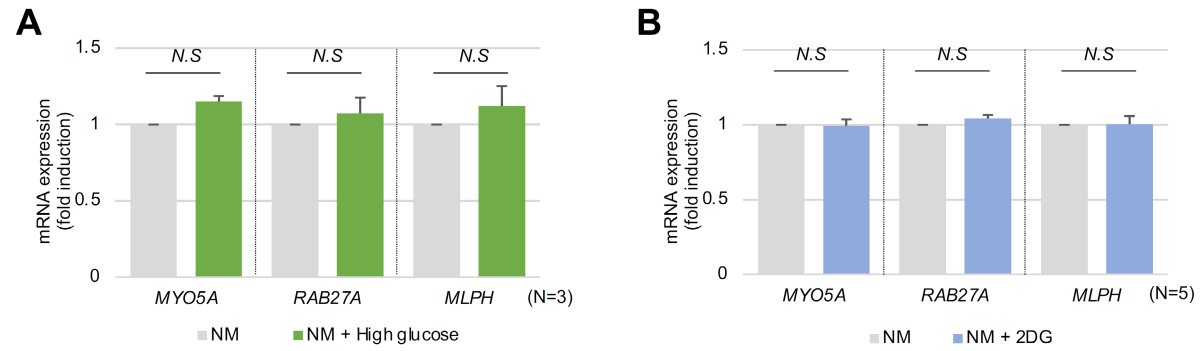 A
mRNA expression
(fold induction)
1.5
1
0.5
0
N.S
N.S
N.S
MYO5A
RAB27A
MLPH
(N=3)
NM
NM + High glucose
B
mRNA expression
(fold induction)
1.5
1
0.5
0
N.S
N.S
N.S
MYO5A
RAB27A
MLPH
(N=5)
NM
NM + 2DG